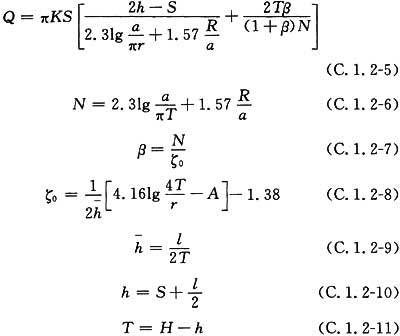 Q = πKS[(2h − S)/(2.3lg a/πr + 1.57 R/a) + 2Tβ/((1+β)N)]
(C. 1. 2-5)
N = 2.3lg a/πT + 1.57 R/a (C. 1. 2-6)
β = N/ζ₀ (C. 1. 2-7)
ζ₀ = 1/2h̄ [4.16lg 4T/r − A] − 1.38 (C. 1. 2-8)
h̄ = l/2T (C. 1. 2-9)
h = S + l/2 (C. 1. 2-10)
T = H − h (C. 1. 2-11)